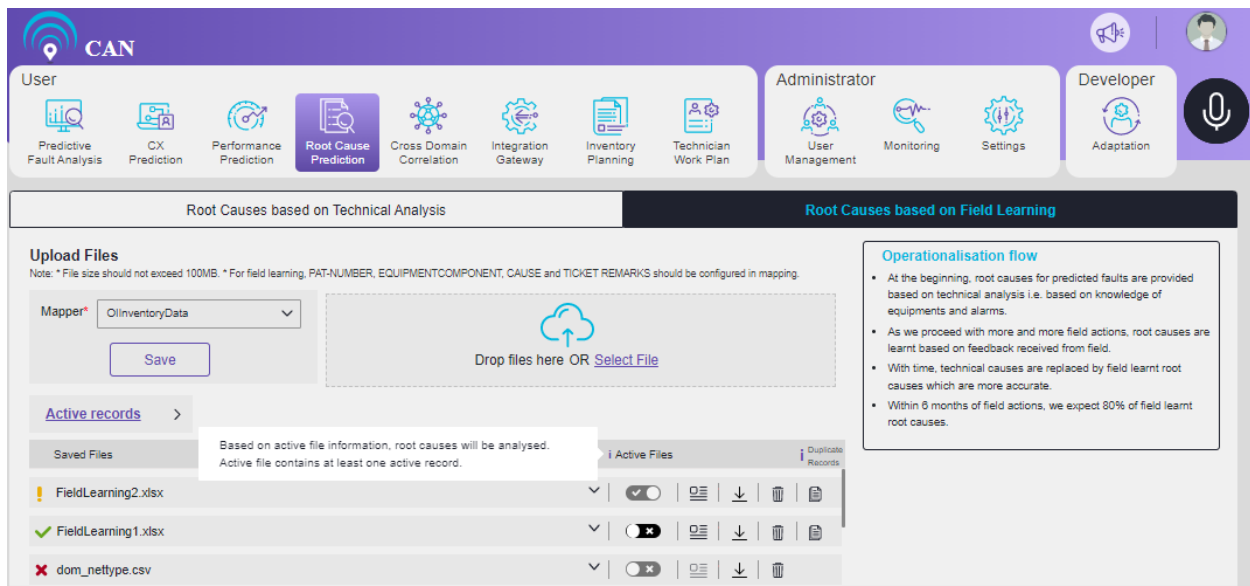 CAN
User
Administrator
Developer
Predictive
Fault Analysis
CX
Prediction
Performance
Prediction
Root Cause
Prediction
Cross Domain
Correlation
Integration
Gateway
Inventory
Planning
Technician
Work Plan
User
Management
Monitoring
Settings
Adaptation
Root Causes based on Technical Analysis
Root Causes based on Field Learning
Upload Files
Note: * File size should not exceed 100MB. * For field learning, PAT-NUMBER, EQUIPMENTCOMPONENT, CAUSE and TICKET REMARKS should be configured in mapping.
Mapper*
OIInventoryData
Save
Drop files here OR Select File
Active records >
Saved Files
Based on active file information, root causes will be analysed.
Active file contains at least one active record.
i Active Files
i Duplicate
Records
FieldLearning2.xlsx
FieldLearning1.xlsx
dom_nettype.csv
Operationalisation flow
• At the beginning, root causes for predicted faults are provided
based on technical analysis i.e. based on knowledge of
equipments and alarms.
• As we proceed with more and more field actions, root causes are
learnt based on feedback received from field.
• With time, technical causes are replaced by field learnt root
causes which are more accurate.
• Within 6 months of field actions, we expect 80% of field learnt
root causes.